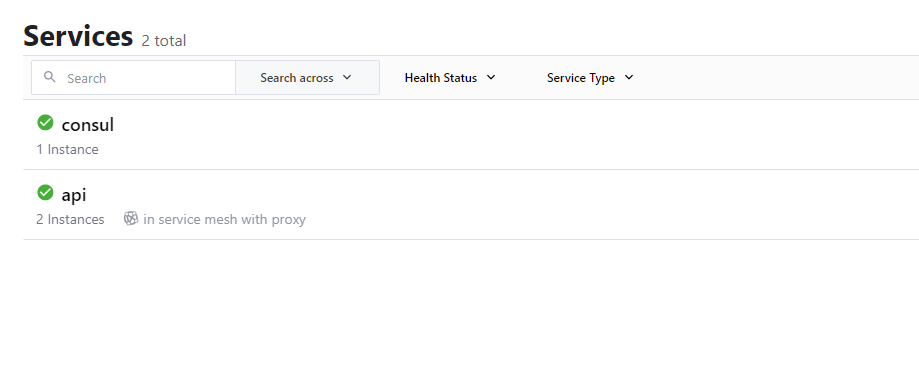 Services 2 total
Search Search across Health Status Service Type
consul
1 Instance
api
2 Instances in service mesh with proxy